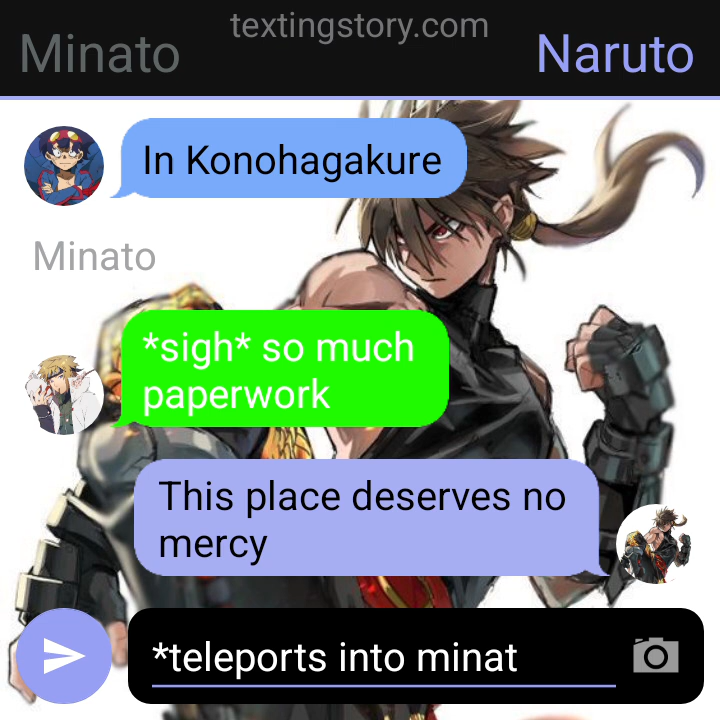 textingstory.com
Minato
Naruto
In Konohagakure
Minato
*sigh* so much
paperwork
This place deserves no
mercy
*teleports into minat